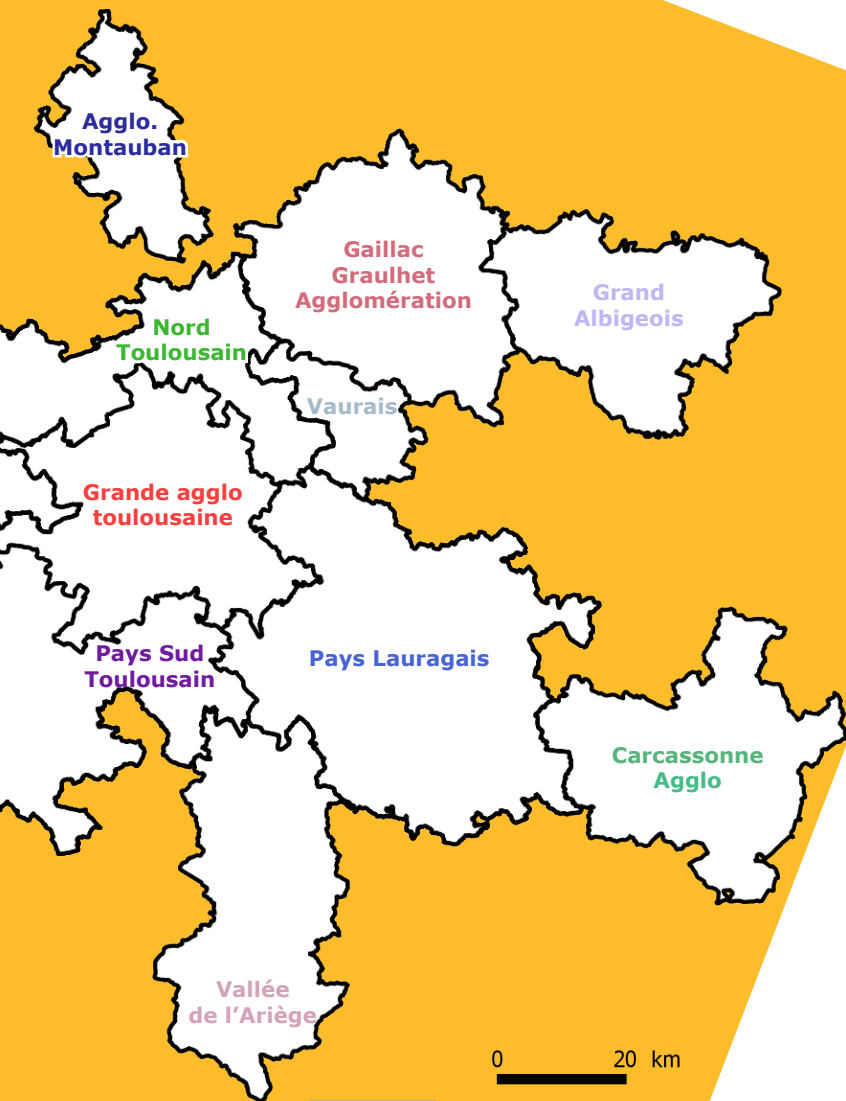 Agglo.
Montauban
Gaillac
Graulhet
Agglomération
Grand
Albigeois
Nord
Toulousain
Vaurais
Grande agglo
toulousaine
Pays Sud
Toulousain
Pays Lauragais
Carcassonne
Agglo
Vallée
de l’Ariège
0 20 km